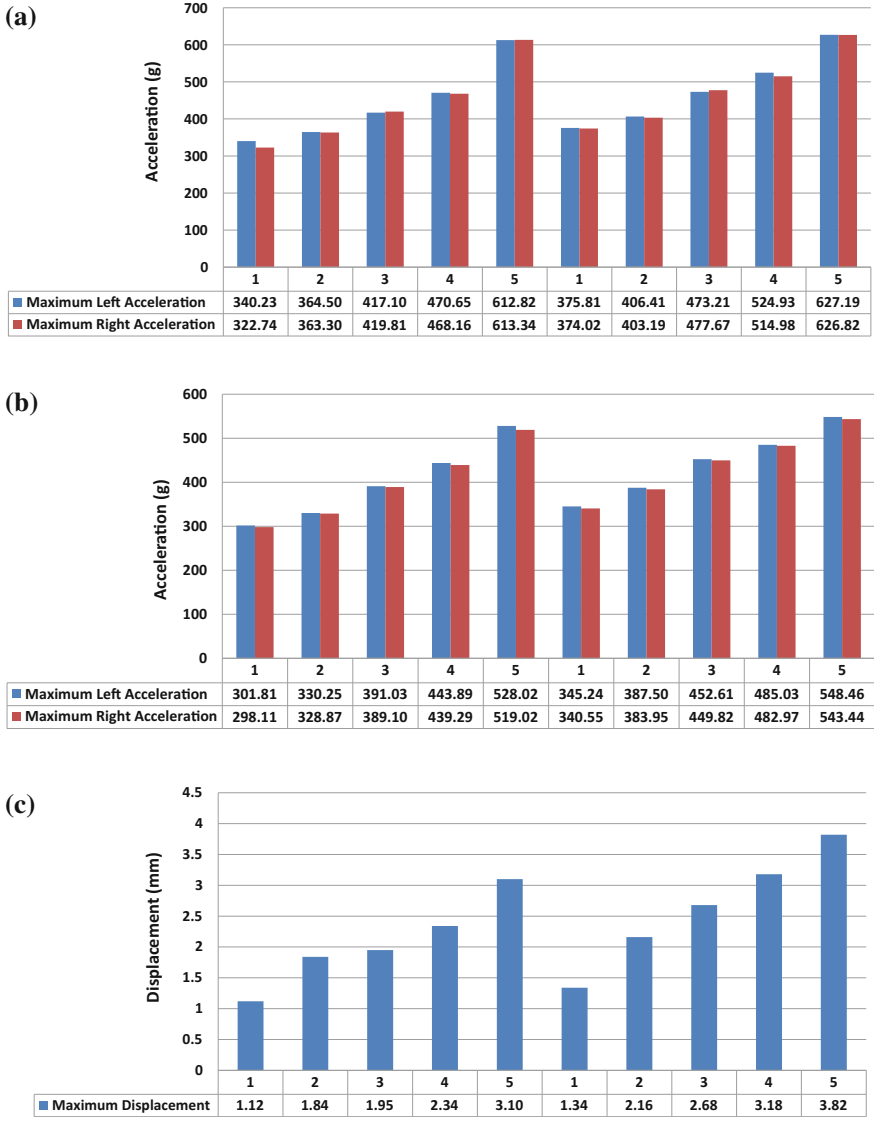 (a)
700
600
500
400
300
200
100
0
Acceleration (g)
1 2 3 4 5 1 2 3 4 5
Maximum Left Acceleration 340.23 364.50 417.10 470.65 612.82 375.81 406.41 473.21 524.93 627.19
Maximum Right Acceleration 322.74 363.30 419.81 468.16 613.34 374.02 403.19 477.67 514.98 626.82
(b)
600
500
400
300
200
100
0
Acceleration (g)
1 2 3 4 5 1 2 3 4 5
Maximum Left Acceleration 301.81 330.25 391.03 443.89 528.02 345.24 387.50 452.61 485.03 548.46
Maximum Right Acceleration 298.11 328.87 389.10 439.29 519.02 340.55 383.95 449.82 482.97 543.44
(c)
4.5
4
3.5
3
2.5
2
1.5
1
0.5
0
Displacement (mm)
1 2 3 4 5 1 2 3 4 5
Maximum Displacement 1.12 1.84 1.95 2.34 3.10 1.34 2.16 2.68 3.18 3.82